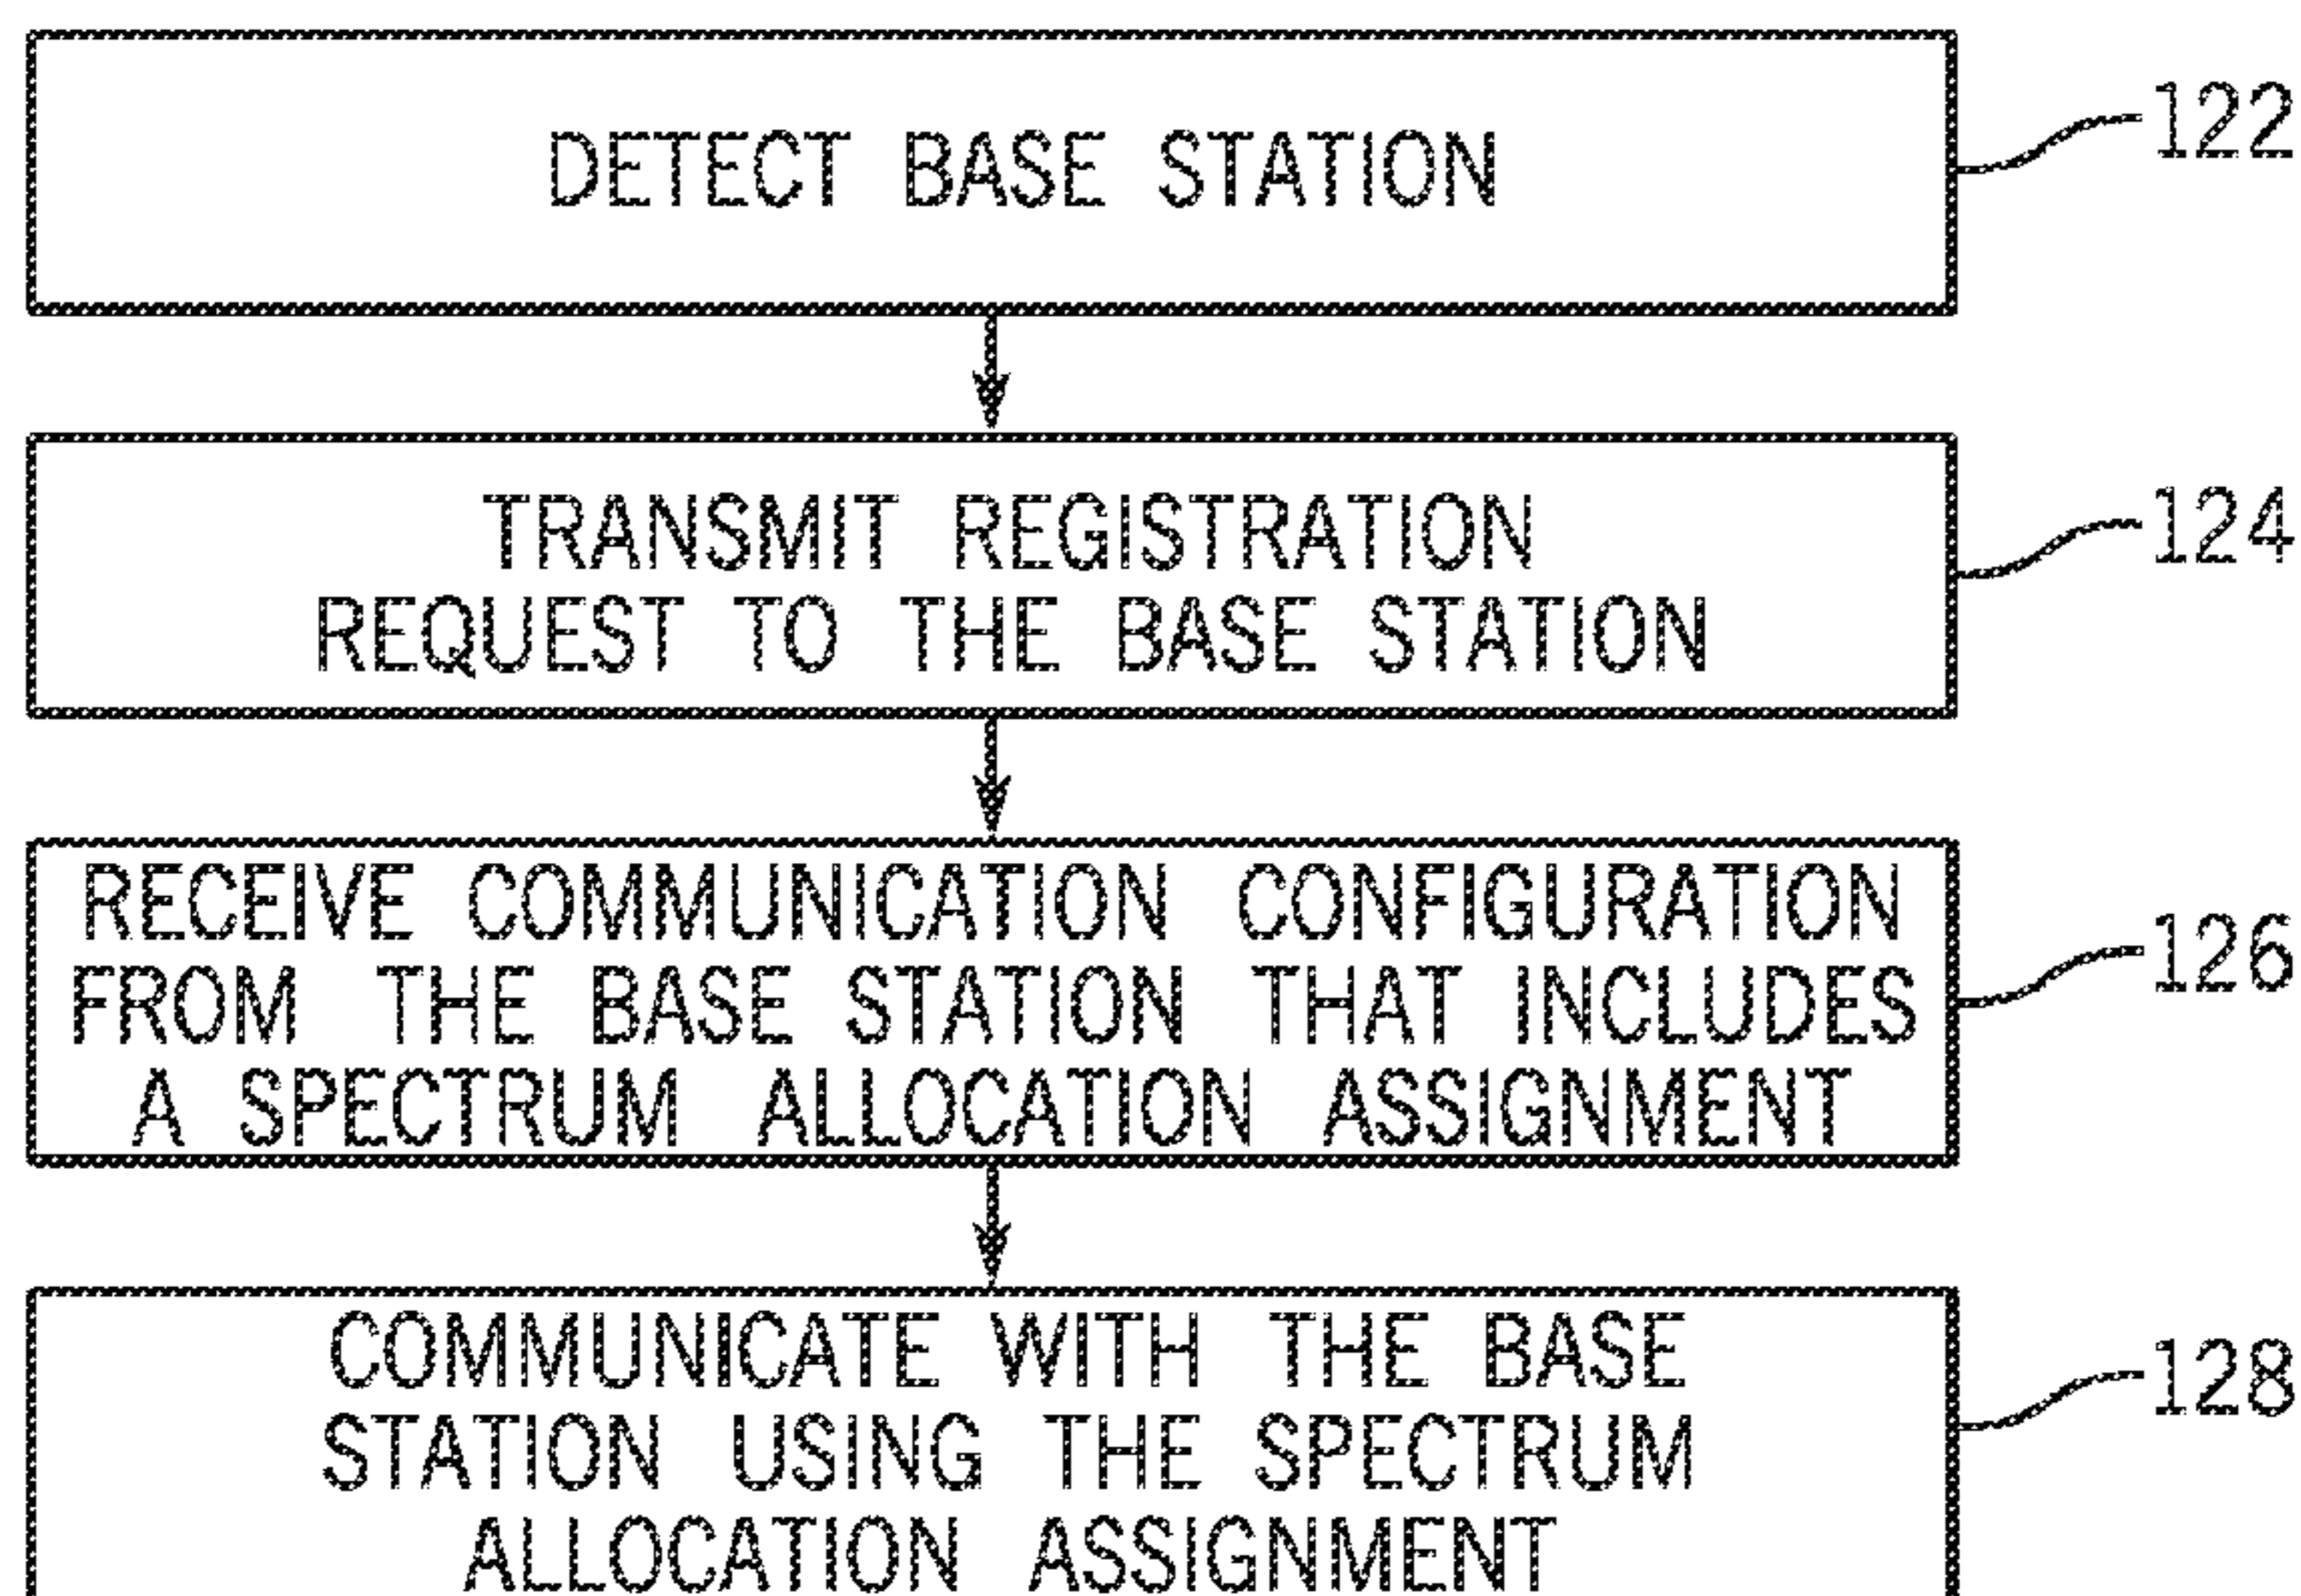 DETECT BASE STATION
122
TRANSMIT REGISTRATION
REQUEST TO THE BASE STATION
124
RECEIVE COMMUNICATION CONFIGURATION
FROM THE BASE STATION THAT INCLUDES
A SPECTRUM ALLOCATION ASSIGNMENT
126
COMMUNICATE WITH THE BASE
STATION USING THE SPECTRUM
ALLOCATION ASSIGNMENT
128